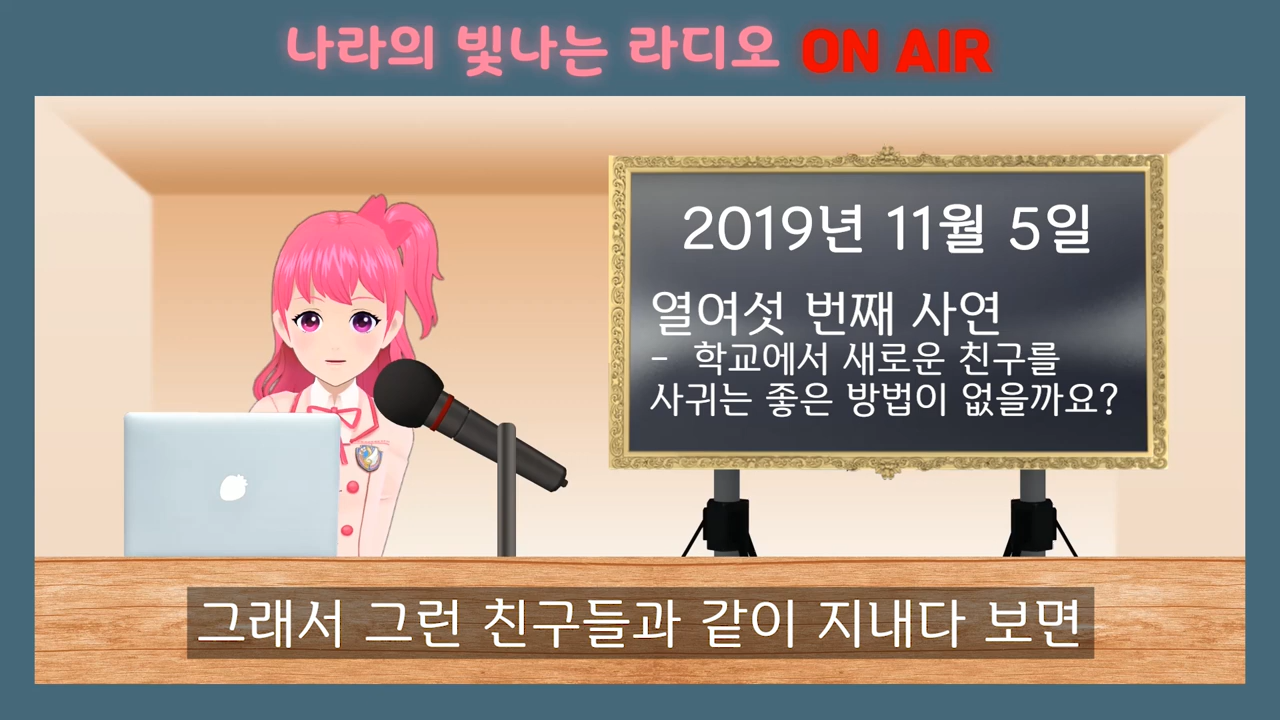 나라의 빛나는 라디오 ON AIR
2019년 11월 5일
열여섯 번째 사연
- 학교에서 새로운 친구를
사귀는 좋은 방법이 없을까요?
그래서 그런 친구들과 같이 지내다 보면